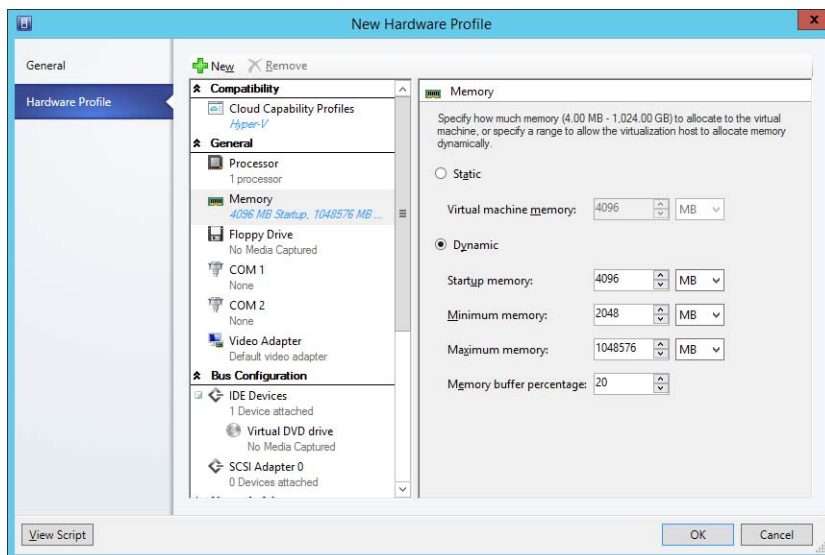 New Hardware Profile
x
General
Hardware Profile
New Remove
Compatibility
Cloud Capability Profiles
Hyper-V
General
Processor
1 processor
Memory
4096 MB Startup, 1048576 MB ...
Floppy Drive
No Media Captured
COM 1
None
COM 2
None
Video Adapter
Default video adapter
Bus Configuration
IDE Devices
1 Device attached
Virtual DVD drive
No Media Captured
SCSI Adapter 0
0 Devices attached
Memory
Specify how much memory (4.00 MB - 1,024.00 GB) to allocate to the virtual
machine, or specify a range to allow the virtualization host to allocate memory
dynamically.
Static
Virtual machine memory: 4096 MB
Dynamic
Startup memory: 4096 MB
Minimum memory: 2048 MB
Maximum memory: 1048576 MB
Memory buffer percentage: 20
View Script
OK Cancel